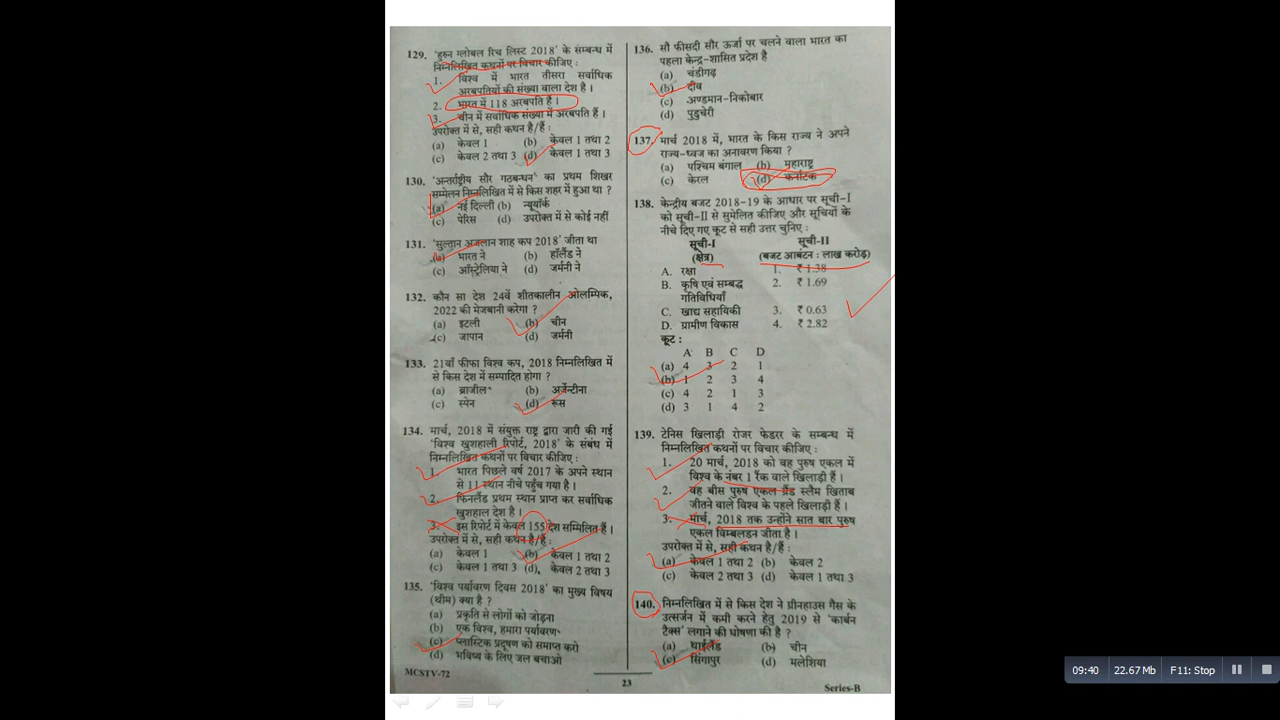 129. 'हुरुन ग्लोबल रिच लिस्ट 2018' के सम्बन्ध में
निम्नलिखित कथनों पर विचार कीजिए :
1. विश्व में भारत तीसरा सर्वाधिक
अरबपतियों की संख्या वाला देश है।
2. भारत में 118 अरबपति है।
3. चीन में सर्वाधिक संख्या में अरबपति हैं।
उपरोक्त में से, सही कथन है/हैं :
(a) केवल 1 (b) केवल 1 तथा 2
(c) केवल 2 तथा 3 (d) केवल 1 तथा 3
130. 'अन्तर्राष्ट्रीय सौर गठबन्धन' का प्रथम शिखर
सम्मेलन निम्नलिखित में से किस शहर में हुआ था ?
(a) नई दिल्ली (b) न्यूयॉर्क
(c) पेरिस (d) उपरोक्त में से कोई नहीं
131. 'सुल्तान अजलान शाह कप 2018' जीता था
(a) भारत ने (b) हॉलैंड ने
(c) ऑस्ट्रेलिया ने (d) जर्मनी ने
132. कौन सा देश 24वें शीतकालीन ओलम्पिक,
2022 की मेजबानी करेगा ?
(a) इटली (b) चीन
(c) जापान (d) जर्मनी
133. 21वाँ फीफा विश्व कप, 2018 निम्नलिखित में
से किस देश में सम्पादित होगा ?
(a) ब्राजील (b) अर्जेन्टीना
(c) स्पेन (d) रूस
134. मार्च, 2018 में संयुक्त राष्ट्र द्वारा जारी की गई
'विश्व खुशहाली रिपोर्ट, 2018' के संबंध में
निम्नलिखित कथनों पर विचार कीजिए :
1. भारत पिछले वर्ष 2017 के अपने स्थान
से 11 स्थान नीचे पहुँच गया है।
2. फिनलैंड प्रथम स्थान प्राप्त कर सर्वाधिक
खुशहाल देश है।
3. इस रिपोर्ट में केवल 155 देश सम्मिलित हैं।
उपरोक्त में से, सही कथन है/हैं :
(a) केवल 1 (b) केवल 1 तथा 2
(c) केवल 1 तथा 3 (d) केवल 2 तथा 3
135. 'विश्व पर्यावरण दिवस 2018' का मुख्य विषय
(थीम) क्या है ?
(a) प्रकृति से लोगों को जोड़ना
(b) एक विश्व, हमारा पर्यावरण
(c) प्लास्टिक प्रदूषण को समाप्त करो
(d) भविष्य के लिए जल बचाओ
MCSTV-72
136. सौ फीसदी सौर ऊर्जा पर चलने वाला भारत का
पहला केन्द्र-शासित प्रदेश है
(a) चंडीगढ़
(b) दीव
(c) अण्डमान-निकोबार
(d) पुडुचेरी
137. मार्च 2018 में, भारत के किस राज्य ने अपने
राज्य-ध्वज का अनावरण किया ?
(a) पश्चिम बंगाल (b) महाराष्ट्र
(c) केरल (d) कर्नाटक
138. केन्द्रीय बजट 2018-19 के आधार पर सूची-I
को सूची-II से सुमेलित कीजिए और सूचियों के
नीचे दिए गए कूट से सही उत्तर चुनिए :
सूची-I सूची-II
(क्षेत्र) (बजट आबंटन : लाख करोड़)
A. रक्षा 1. ₹ 1.38
B. कृषि एवं सम्बद्ध 2. ₹ 1.69
गतिविधियाँ
C. खाद्य सहायिकी 3. ₹ 0.63
D. ग्रामीण विकास 4. ₹ 2.82
कूट :
A B C D
(a) 4 3 2 1
(b) 1 2 3 4
(c) 4 2 1 3
(d) 3 1 4 2
139. टेनिस खिलाड़ी रोजर फेडरर के सम्बन्ध में
निम्नलिखित कथनों पर विचार कीजिए :
1. 20 मार्च, 2018 को वह पुरुष एकल में
विश्व के नंबर 1 रैंक वाले खिलाड़ी हैं।
2. वह बीस पुरुष एकल ग्रैंड स्लैम खिताब
जीतने वाले विश्व के पहले खिलाड़ी हैं।
3. मार्च, 2018 तक उन्होंने सात बार पुरुष
एकल विम्बलडन जीता है।
उपरोक्त में से, सही कथन है/हैं :
(a) केवल 1 तथा 2 (b) केवल 2
(c) केवल 2 तथा 3 (d) केवल 1 तथा 3
140. निम्नलिखित में से किस देश ने ग्रीनहाउस गैस के
उत्सर्जन में कमी करने हेतु 2019 से 'कार्बन
टैक्स' लगाने की घोषणा की है ?
(a) थाईलैंड (b) चीन
(c) सिंगापुर (d) मलेशिया
23
Series-B
09:40 22.67 Mb F11: Stop